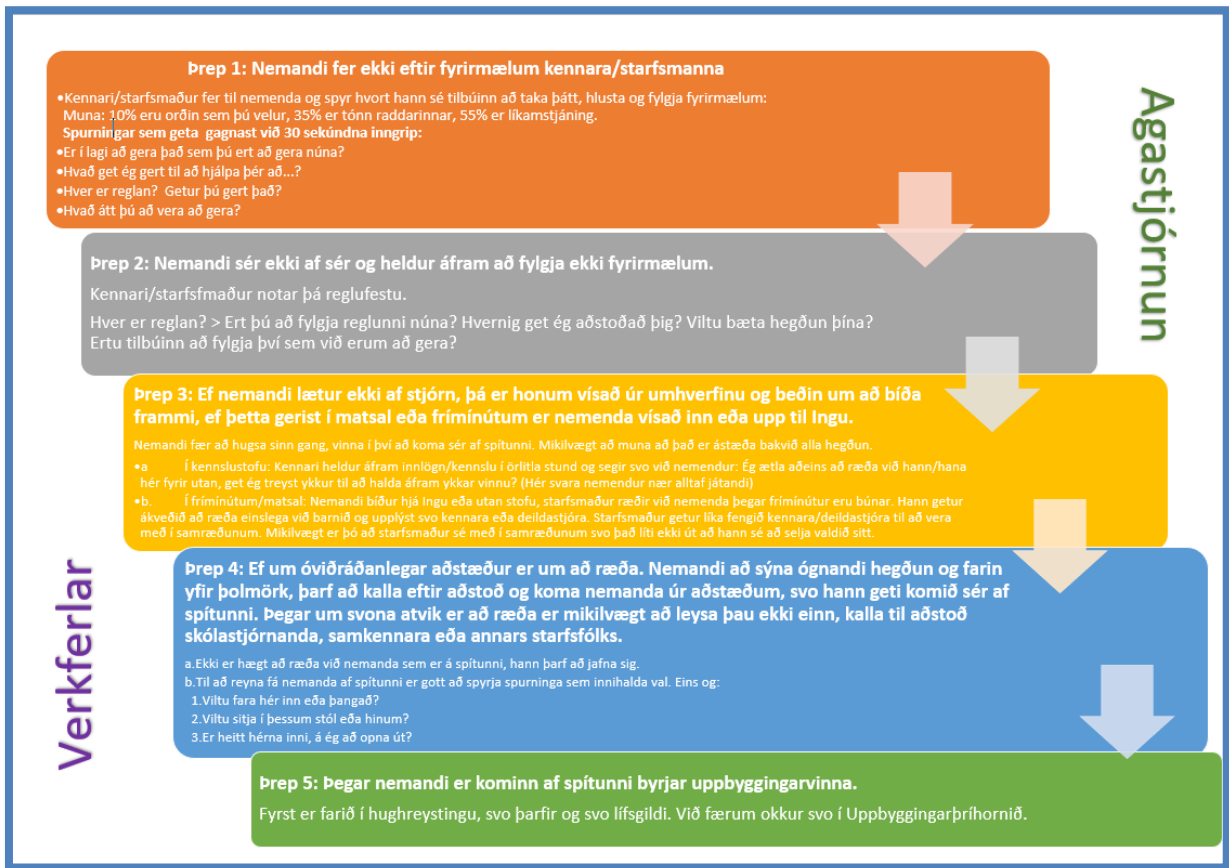 Þrep 1: Nemandi fer ekki eftir fyrirmælum kennara/starfsmanna
•Kennari/starfsmaður fer til nemenda og spyr hvort hann sé tilbúinn að taka þátt, hlusta og fylgja fyrirmælum:
Muna: 10% eru orðin sem þú velur, 35% er tónn raddarinnar, 55% er líkamstjáning.
Spurningar sem geta gagnast við 30 sekúndna inngrip:
•Er í lagi að gera það sem þú ert að gera núna?
•Hvað get ég gert til að hjálpa þér að...?
•Hver er reglan? Getur þú gert það?
•Hvað átt þú að vera að gera?
Agastjórnun
Þrep 2: Nemandi sér ekki af sér og heldur áfram að fylgja ekki fyrirmælum.
Kennari/starfsfmaður notar þá reglufestu.
Hver er reglan? > Ert þú að fylgja reglunni núna? Hvernig get ég aðstoðað þig? Viltu bæta hegðun þína?
Ertu tilbúinn að fylgja því sem við erum að gera?
Þrep 3: Ef nemandi lætur ekki af stjórn, þá er honum vísað úr umhverfinu og beðin um að bíða
frammi, ef þetta gerist í matsal eða frímínútum er nemenda vísað inn eða upp til Ingu.
Nemandi fær að hugsa sinn gang, vinna í því að koma sér af spítunni. Mikilvægt að muna að það er ástæða bakvið alla hegðun.
•a Í kennslustofu: Kennari heldur áfram innlögn/kennslu í örlitla stund og segir svo við nemendur: Ég ætla aðeins að ræða við hann/hana
hér fyrir utan, get ég treyst ykkur til að halda áfram ykkar vinnu? (Hér svara nemendur nær alltaf játandi)
•b. Í frímínútum/matsal: Nemandi bíður hjá Ingu eða utan stofu, starfsmaður ræðir við nemenda þegar frímínútur eru búnar. Hann getur
ákveðið að ræða einslega við barnið og upplýst svo kennara eða deildastjóra. Starfsmaður getur líka fengið kennara/deildastjóra til að vera
með í samræðunum. Mikilvægt er þó að starfsmaður sé með í samræðunum svo það líti ekki út að hann sé að selja valdið sitt.
Verkferlar
Þrep 4: Ef um óviðráðanlegar aðstæður er um að ræða. Nemandi að sýna ógnandi hegðun og farin
yfir þolmörk, þarf að kalla eftir aðstoð og koma nemanda úr aðstæðum, svo hann geti komið sér af
spítunni. Þegar um svona atvik er að ræða er mikilvægt að leysa þau ekki einn, kalla til aðstoð
skólastjórnanda, samkennara eða annars starfsfólks.
a.Ekki er hægt að ræða við nemanda sem er á spítunni, hann þarf að jafna sig.
b.Til að reyna fá nemanda af spítunni er gott að spyrja spurninga sem innihalda val. Eins og:
1.Viltu fara hér inn eða þangað?
2.Viltu sitja í þessum stól eða hinum?
3.Er heitt hérna inni, á ég að opna út?
Þrep 5: Þegar nemandi er kominn af spítunni byrjar uppbyggingarvinna.
Fyrst er farið í hughreystingu, svo þarfir og svo lífsgildi. Við færum okkur svo í Uppbyggingarþríhornið.